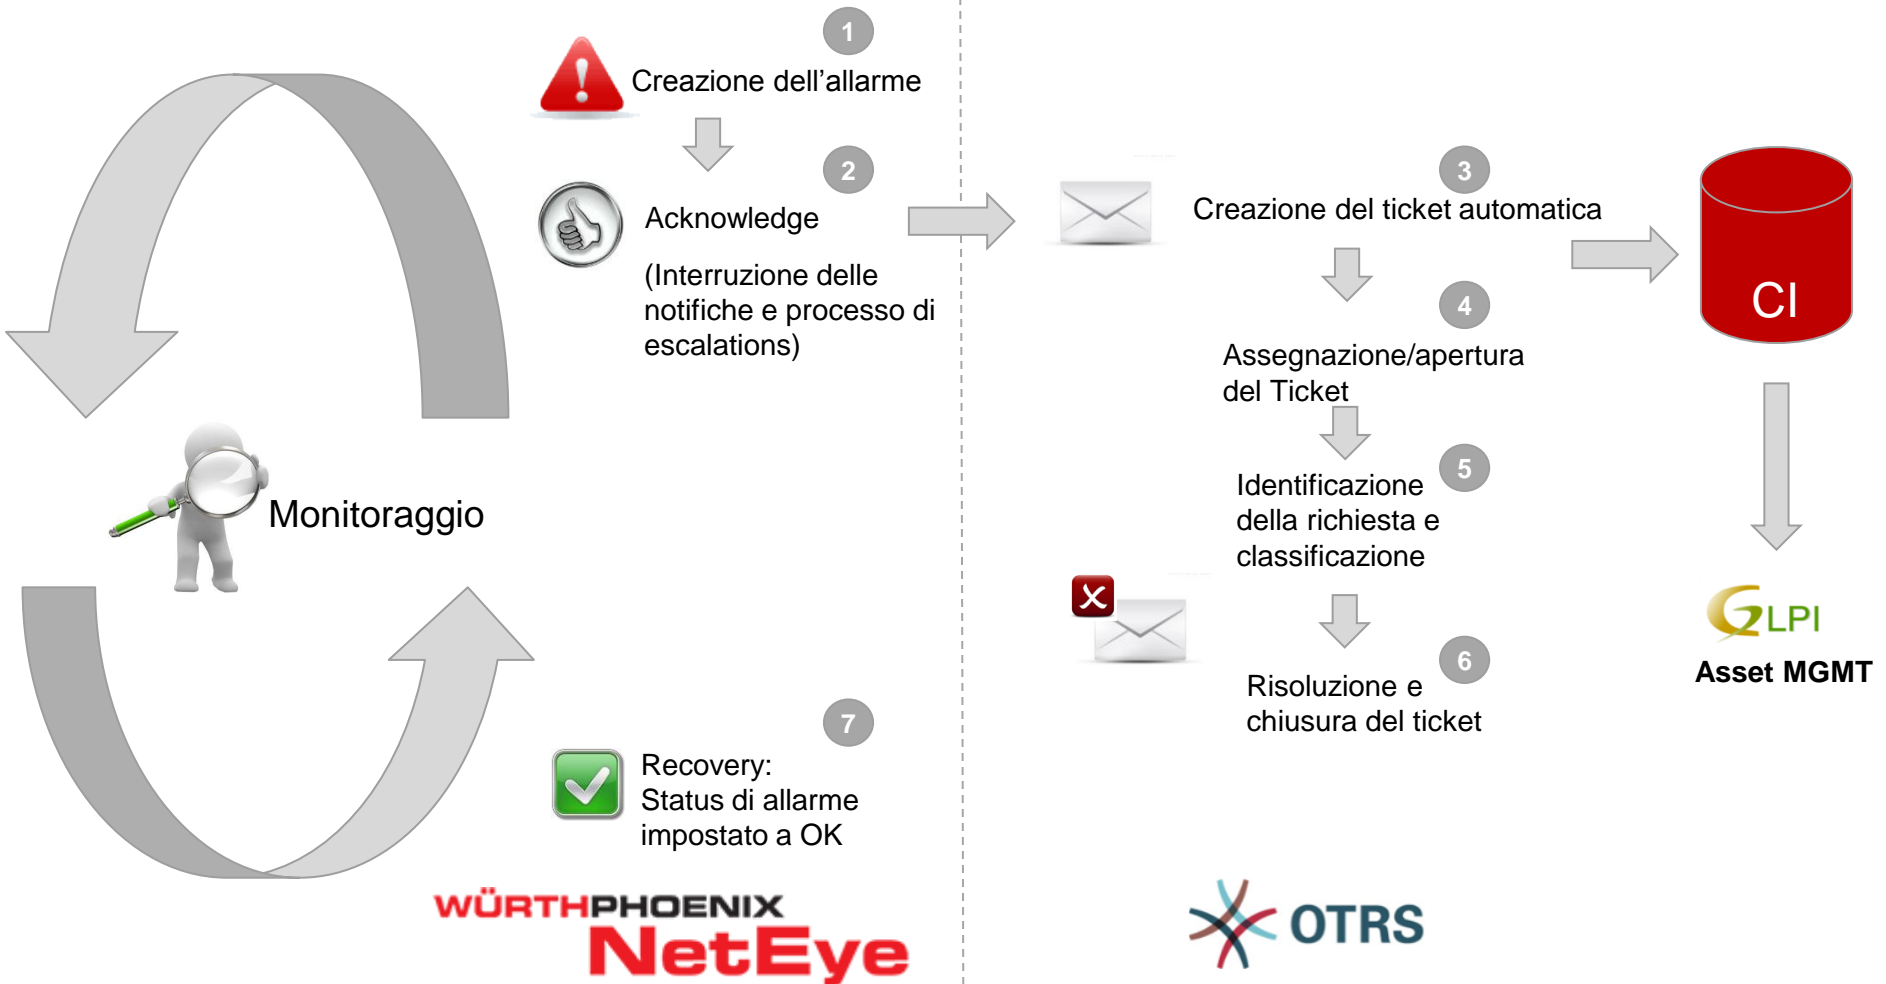 1
Creazione dell’allarme
2
Acknowledge
(Interruzione delle
notifiche e processo di
escalations)
Monitoraggio
7
Recovery:
Status di allarme
impostato a OK
WÜRTHPHOENIX
NetEye
3
Creazione del ticket automatica
4
Assegnazione/apertura
del Ticket
5
Identificazione
della richiesta e
classificazione
6
Risoluzione e
chiusura del ticket
OTRS
CI
GLPI
Asset MGMT